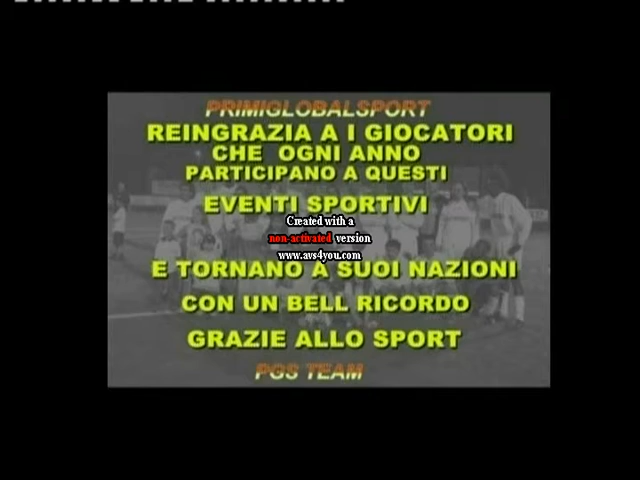 PRIMIGLOBALSPORT
REINGRAZIA A I GIOCATORI
CHE OGNI ANNO
PARTICIPANO A QUESTI
EVENTI SPORTIVI
Created with a
non-activated version
www.avs4you.com
E TORNANO A SUOI NAZIONI
CON UN BELL RICORDO
GRAZIE ALLO SPORT
PGS TEAM